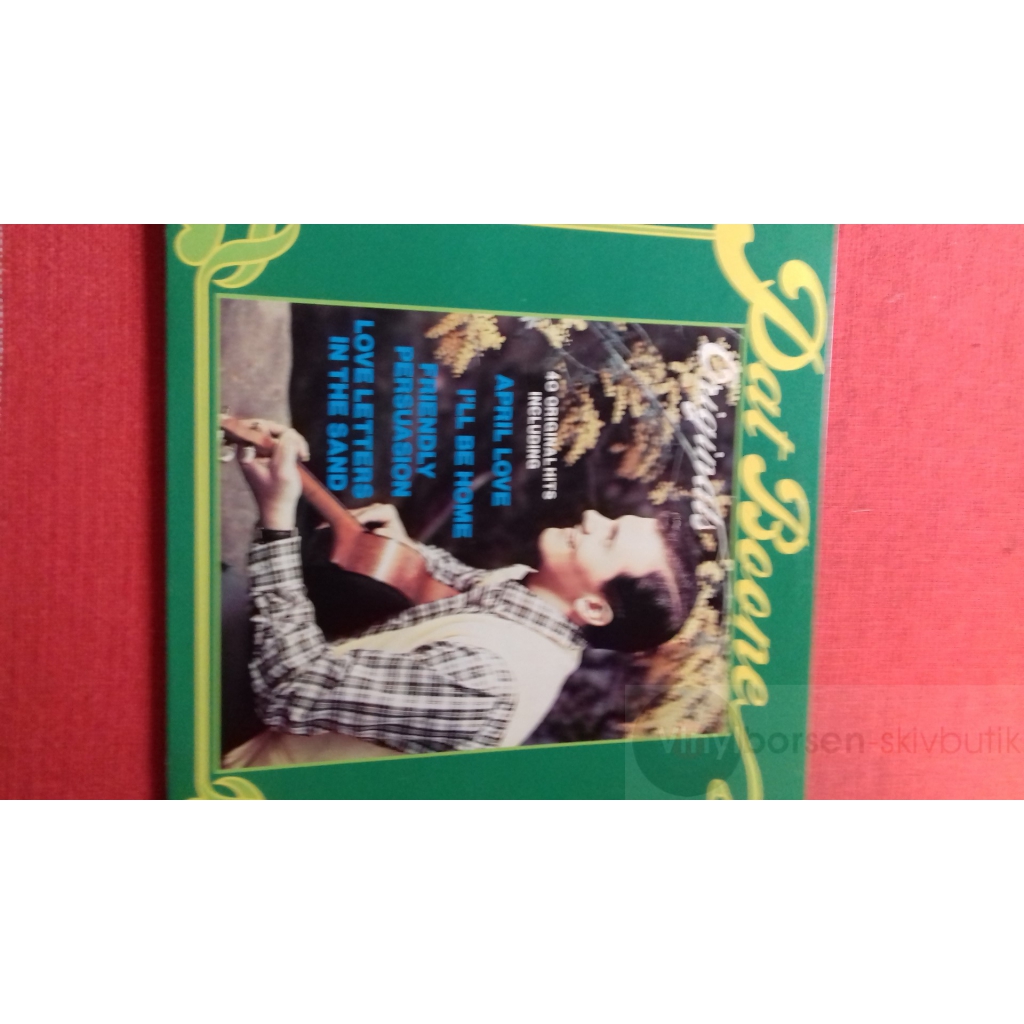 Pat Boone
Originals
40 ORIGINAL HITS
INCLUDING
APRIL LOVE
I'LL BE HOME
FRIENDLY
PERSUASION
LOVE LETTERS
IN THE SAND
vinylborsen-skivbutik